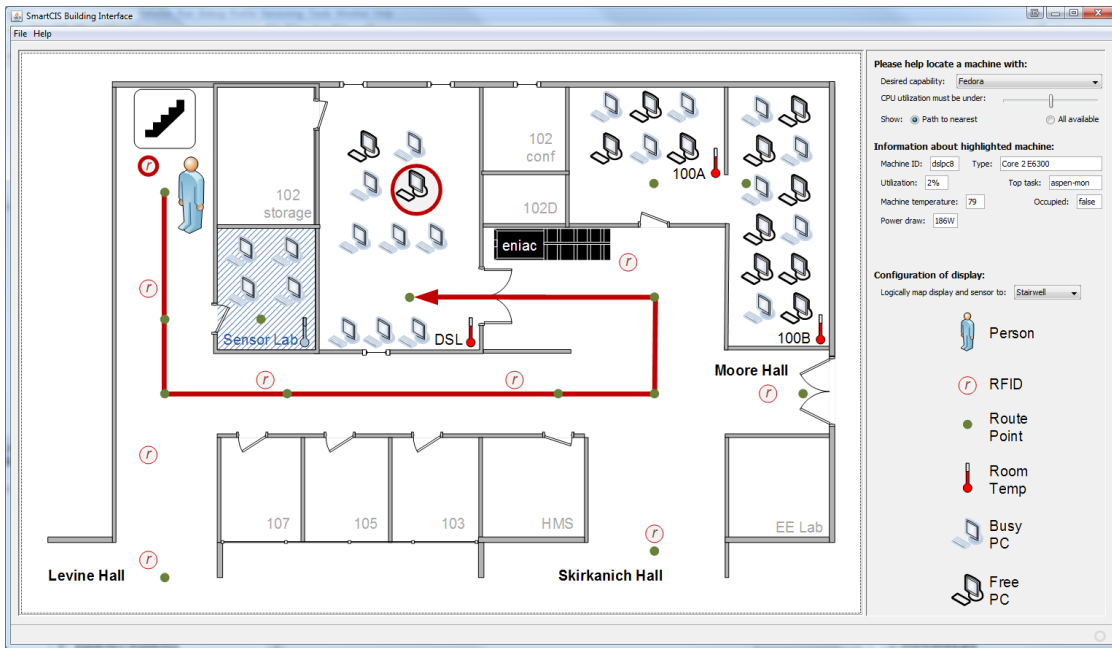 SmartCIS Building Interface
File Help
r
102
storage
102
conf
102D
100A
eniac
r
r
Sensor Lab
DSL
100B
Moore Hall
r
r
r
r
107
105
103
HMS
EE Lab
r
r
Levine Hall
Skirkanich Hall
Please help locate a machine with:
Desired capability: Fedora
CPU utilization must be under:
Show: Path to nearest All available
Information about highlighted machine:
Machine ID: dslpc8 Type: Core 2 E6300
Utilization: 2% Top task: aspen-mon
Machine temperature: 79 Occupied: false
Power draw: 186W
Configuration of display:
Logically map display and sensor to: Stairwell
Person
r
RFID
Route
Point
Room
Temp
Busy
PC
Free
PC